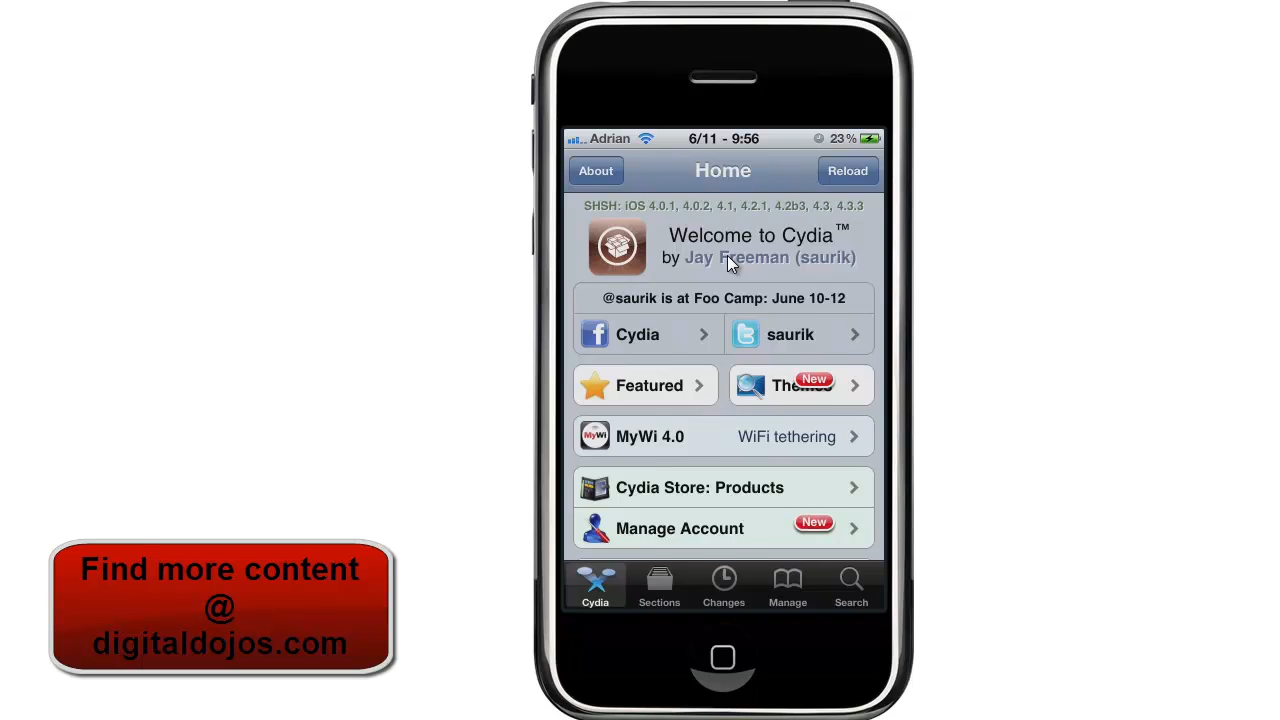 Adrian 6/11 - 9:56 23%
About Home Reload
SHSH: iOS 4.0.1, 4.0.2, 4.1, 4.2.1, 4.2b3, 4.3, 4.3.3
Welcome to Cydia™
by Jay Freeman (saurik)
@saurik is at Foo Camp: June 10-12
f Cydia t saurik
Featured Themes New
MyWi MyWi 4.0 WiFi tethering
Cydia Store: Products
Manage Account New
Cydia Sections Changes Manage Search
Find more content
@
digitaldojos.com